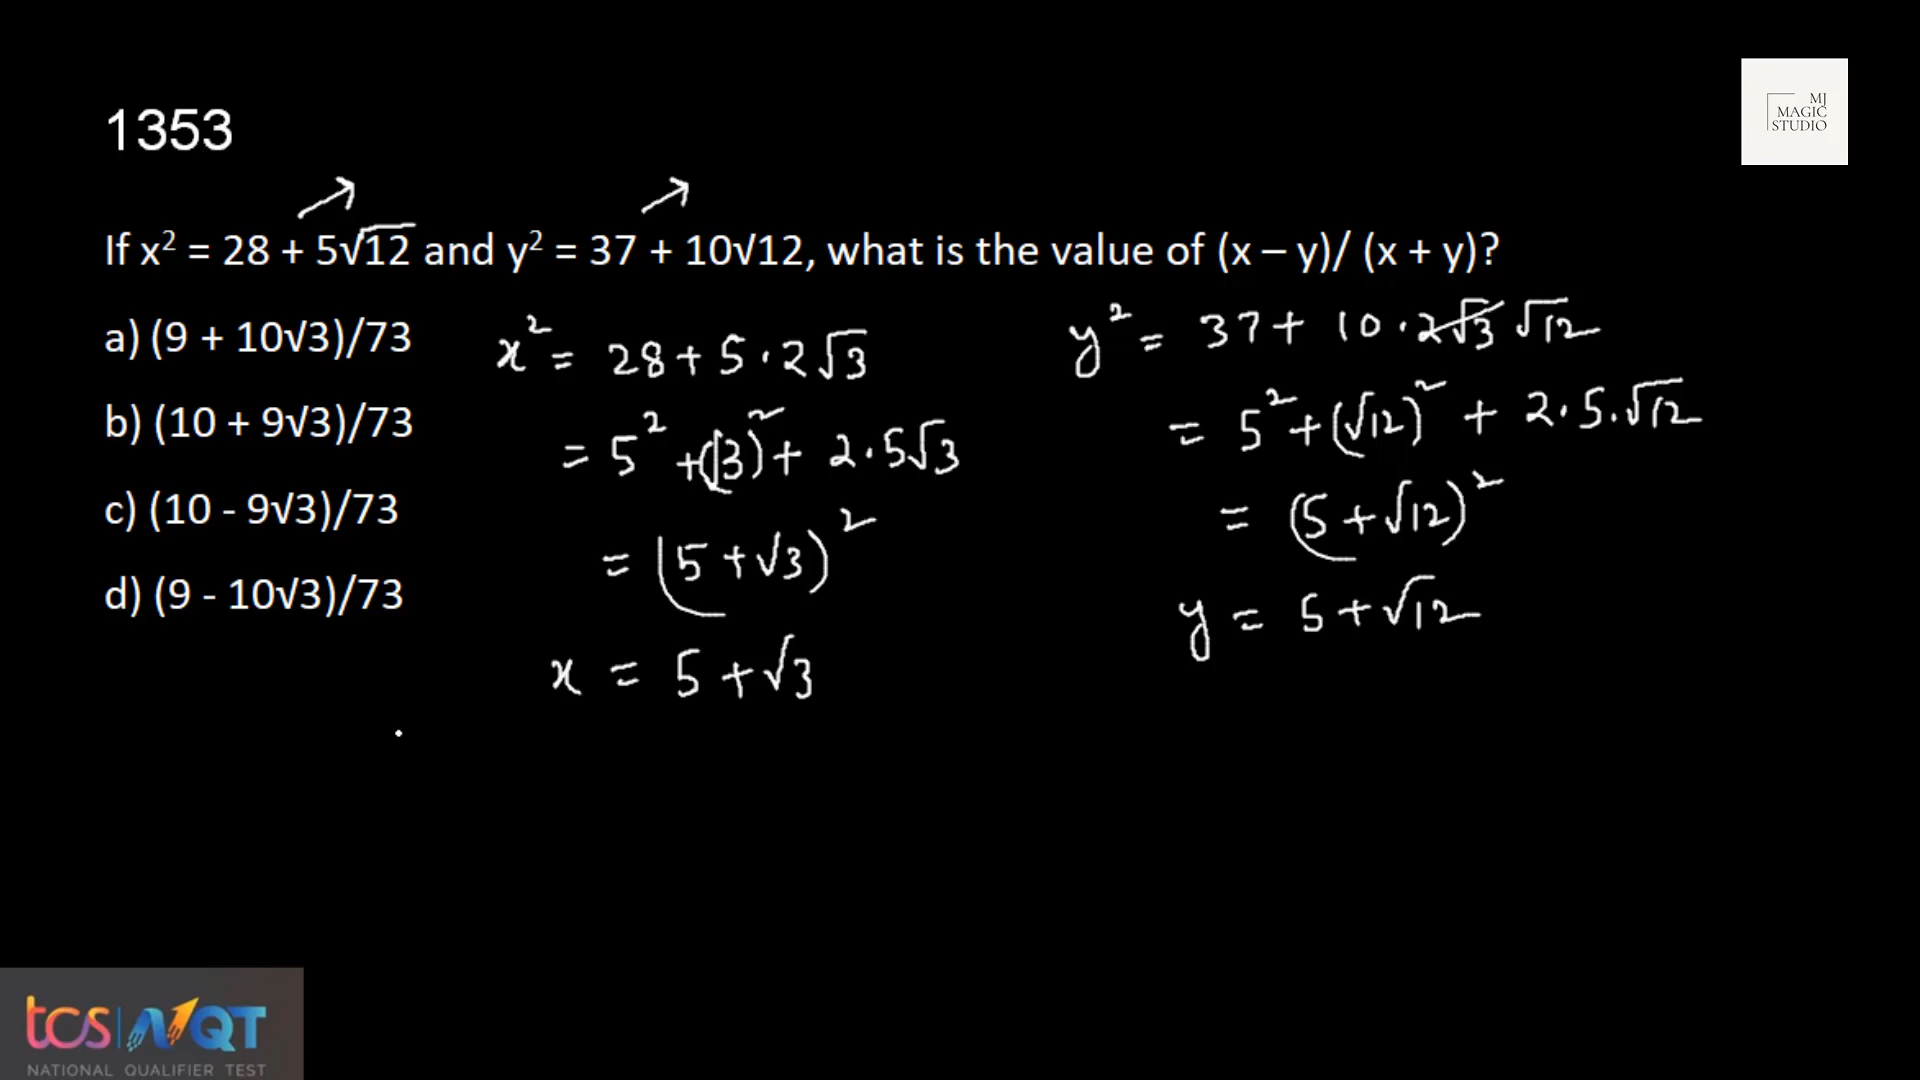 1353
MJ
MAGIC
STUDIO
If x² = 28 + 5√12 and y² = 37 + 10√12, what is the value of (x – y)/ (x + y)?
a) (9 + 10√3)/73
b) (10 + 9√3)/73
c) (10 - 9√3)/73
d) (9 - 10√3)/73
x² = 28 + 5 · 2√3
= 5² + (√3)² + 2 · 5√3
= (5 + √3)²
x = 5 + √3
y² = 37 + 10 · 2√3 √12
= 5² + (√12)² + 2 · 5 · √12
= (5 + √12)²
y = 5 + √12
tcs NQT
NATIONAL QUALIFIER TEST